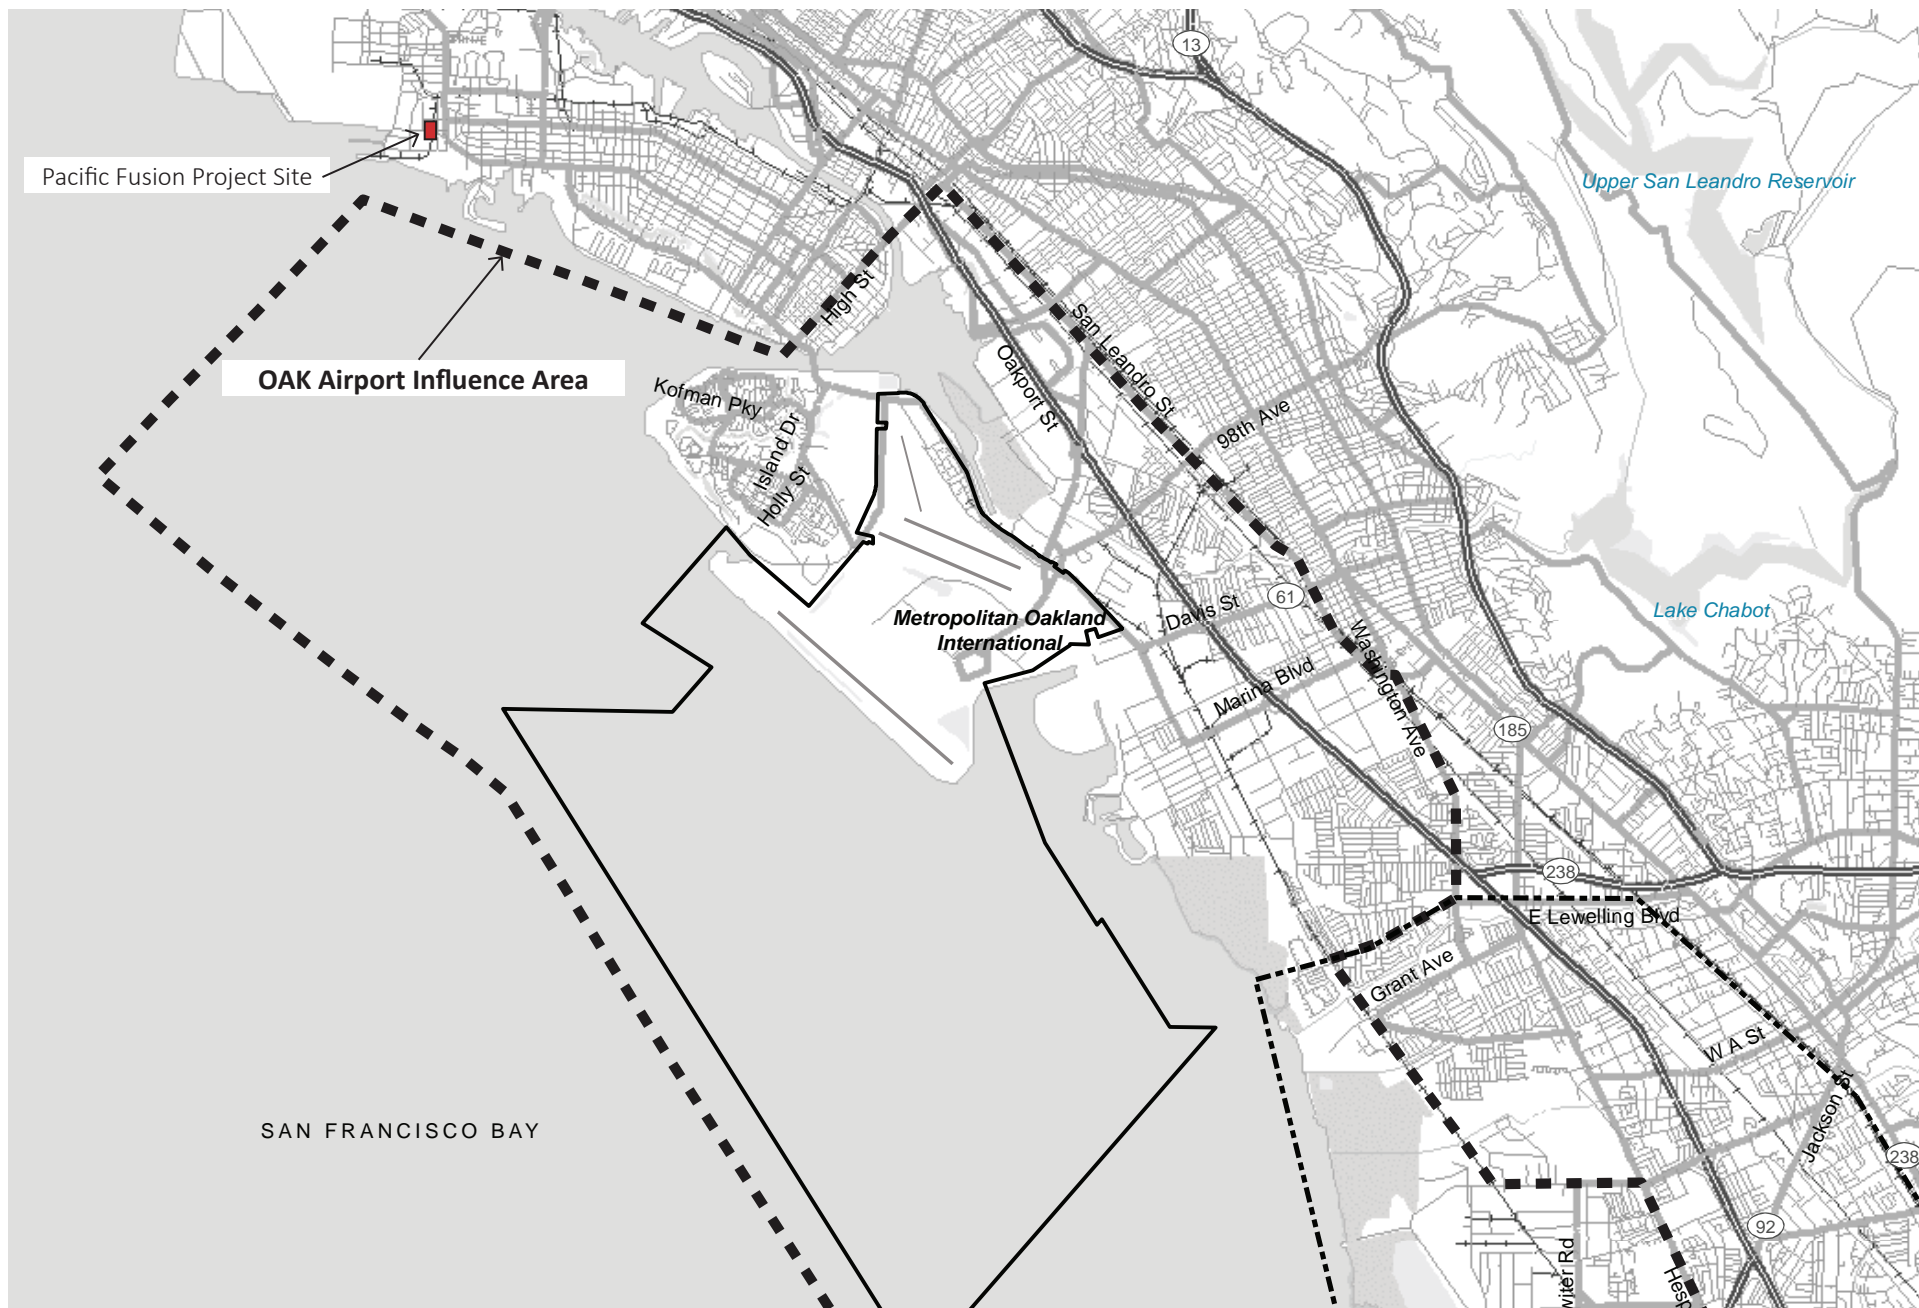 13
Pacific Fusion Project Site
Upper San Leandro Reservoir
High St
San Leandro St
Oakport St
OAK Airport Influence Area
Kofman Pky
Island Dr
Holly St
98th Ave
Metropolitan Oakland
International
Davis St
61
Lake Chabot
Washington Ave
Marina Blvd
185
238
E Lewelling Blvd
Grant Ave
W A St
Jackson St
SAN FRANCISCO BAY
238
92